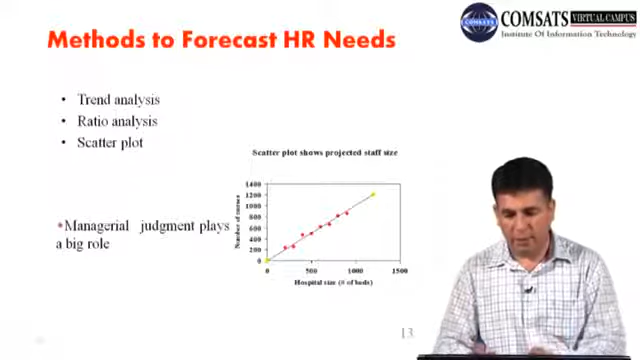 Methods to Forecast HR Needs
COMSATS VIRTUAL CAMPUS
Institute Of Information Technology
• Trend analysis
• Ratio analysis
• Scatter plot
Scatter plot shows projected staff size
1400
1200
1000
800
600
400
200
0
Number of nurses
0 500 1000 1500
Hospital size (# of beds)
•Managerial judgment plays
a big role
13